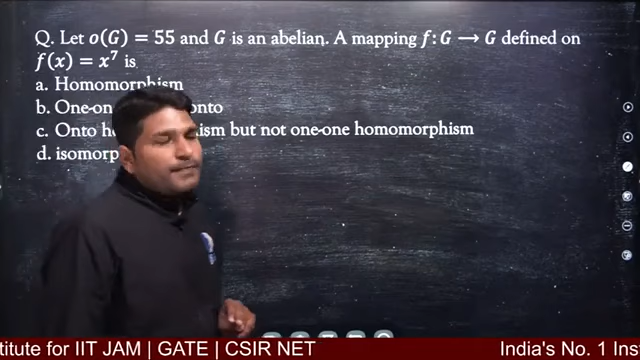 Q. Let o(G) = 55 and G is an abelian. A mapping f: G ⟶ G defined on
f(x) = x⁷ is
a. Homomorphism
b. One-on onto
c. Onto ho ism but not one-one homomorphism
d. isomorp
titute for IIT JAM | GATE | CSIR NET India's No. 1 Ins